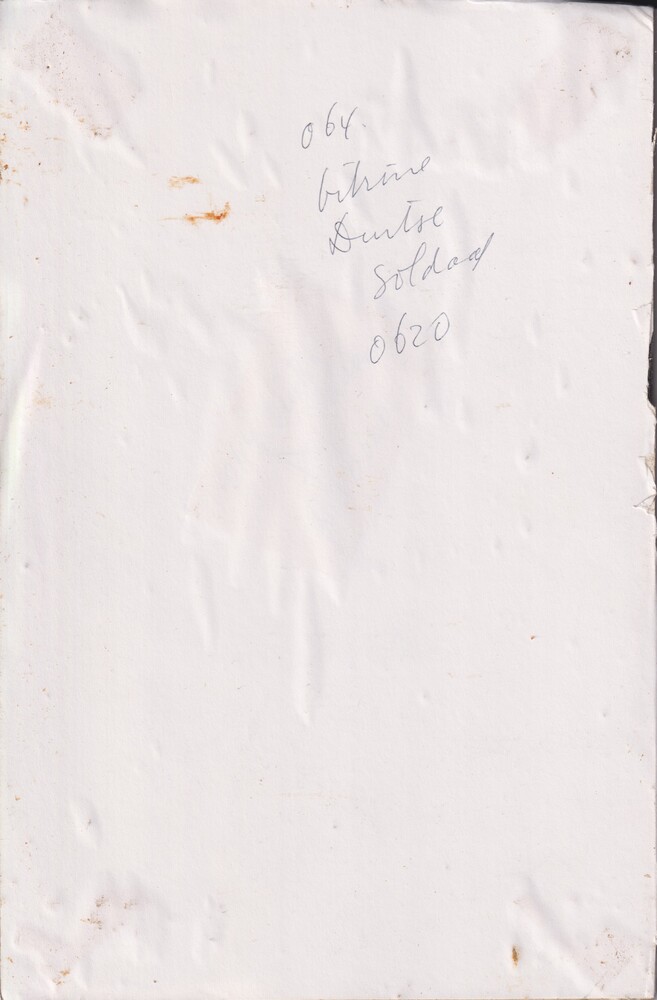 064.
Vitrine
Duitse
Soldaat
0620